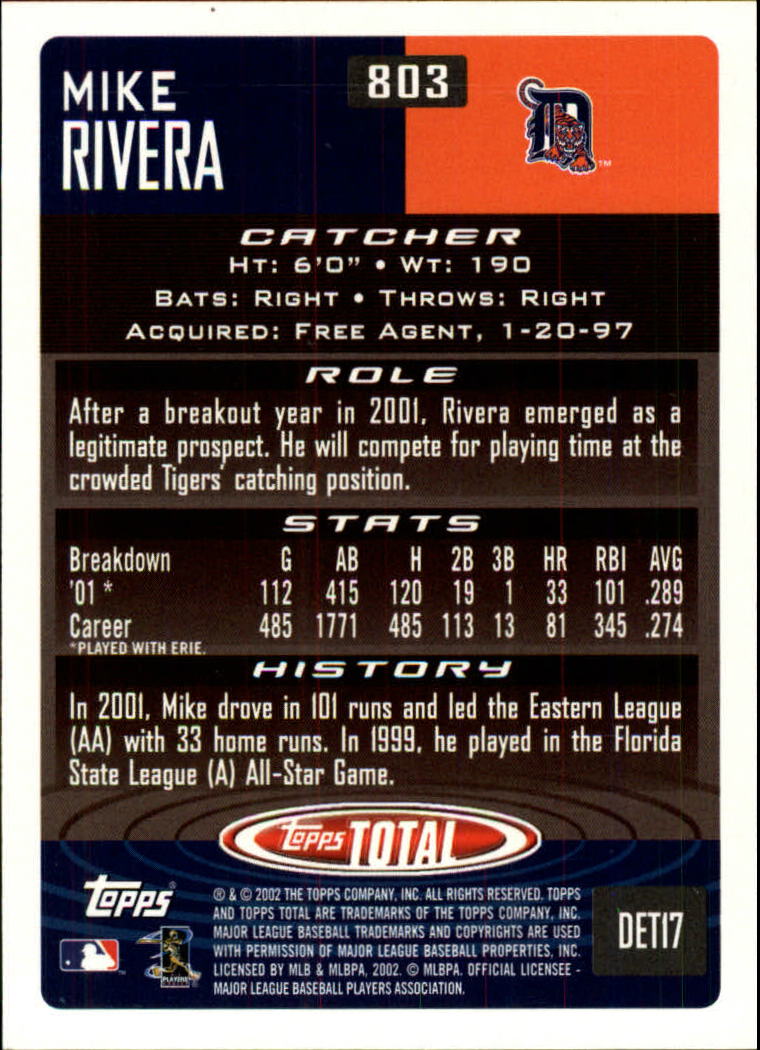 MIKE
RIVERA
803
TM
CATCHER
HT: 6'0" • WT: 190
BATS: RIGHT • THROWS: RIGHT
ACQUIRED: FREE AGENT, 1-20-97
ROLE
After a breakout year in 2001, Rivera emerged as a
legitimate prospect. He will compete for playing time at the
crowded Tigers' catching position.
STATS
Breakdown G AB H 2B 3B HR RBI AVG
'01 * 112 415 120 19 1 33 101 .289
Career 485 1771 485 113 13 81 345 .274
*PLAYED WITH ERIE.
HISTORY
In 2001, Mike drove in 101 runs and led the Eastern League
(AA) with 33 home runs. In 1999, he played in the Florida
State League (A) All-Star Game.
topps TOTAL
topps®
® & © 2002 THE TOPPS COMPANY, INC. ALL RIGHTS RESERVED. TOPPS
AND TOPPS TOTAL ARE TRADEMARKS OF THE TOPPS COMPANY, INC.
MAJOR LEAGUE BASEBALL TRADEMARKS AND COPYRIGHTS ARE USED
WITH PERMISSION OF MAJOR LEAGUE BASEBALL PROPERTIES, INC.
LICENSED BY MLB & MLBPA, 2002. © MLBPA. OFFICIAL LICENSEE -
MAJOR LEAGUE BASEBALL PLAYERS ASSOCIATION.
PLAYERS
DET17